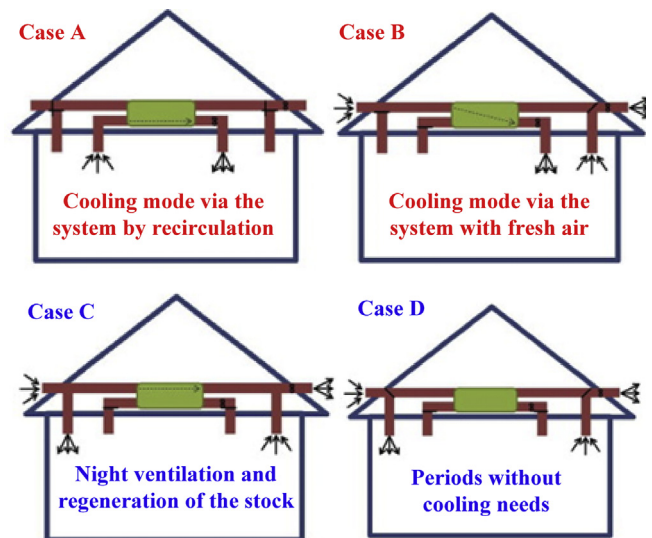 Case A
Cooling mode via the
system by recirculation
Case B
Cooling mode via the
system with fresh air
Case C
Night ventilation and
regeneration of the stock
Case D
Periods without
cooling needs